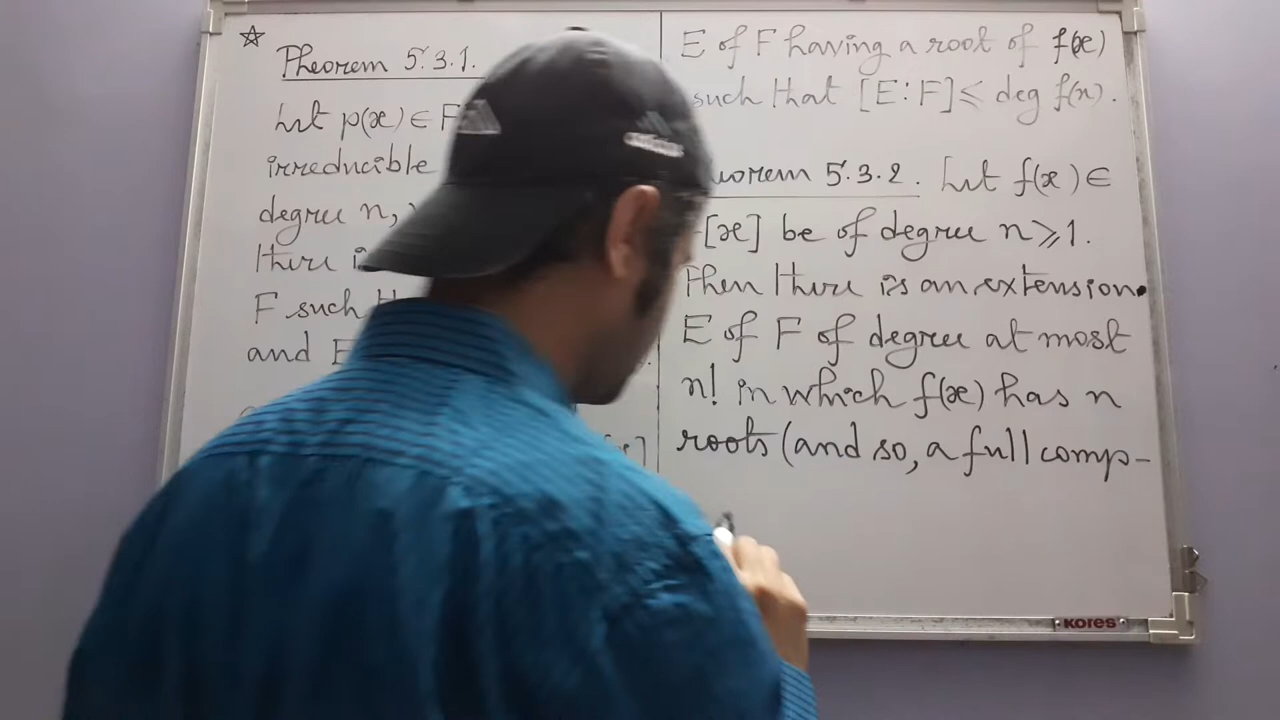 Theorem 5.3.1.
Let p(x) ∈ F
irreducible
degree n,
there i
F such th
and E
E of F having a root of f(x)
such that [E:F] ≤ deg f(x).
orem 5.3.2. Let f(x) ∈
[x] be of degree n ⩾ 1.
Then there is an extension
E of F of degree at most
n! in which f(x) has n
roots (and so, a full comp-
KORES